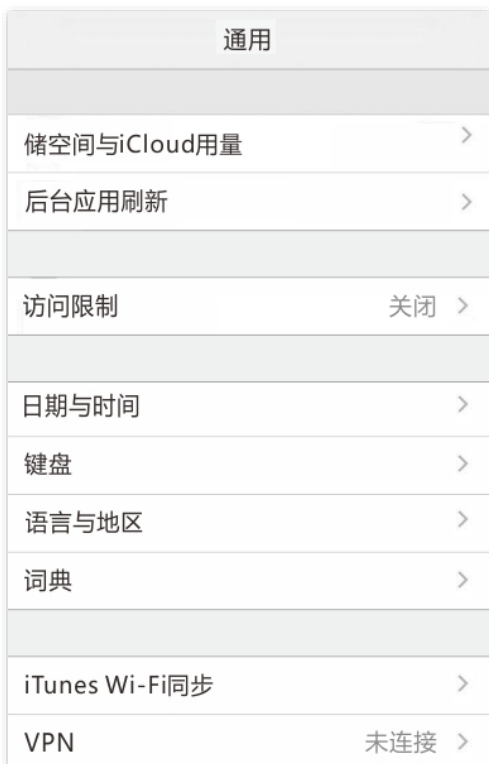 通用
储空间与iCloud用量
后台应用刷新
访问限制 关闭
日期与时间
键盘
语言与地区
词典
iTunes Wi-Fi同步
VPN 未连接